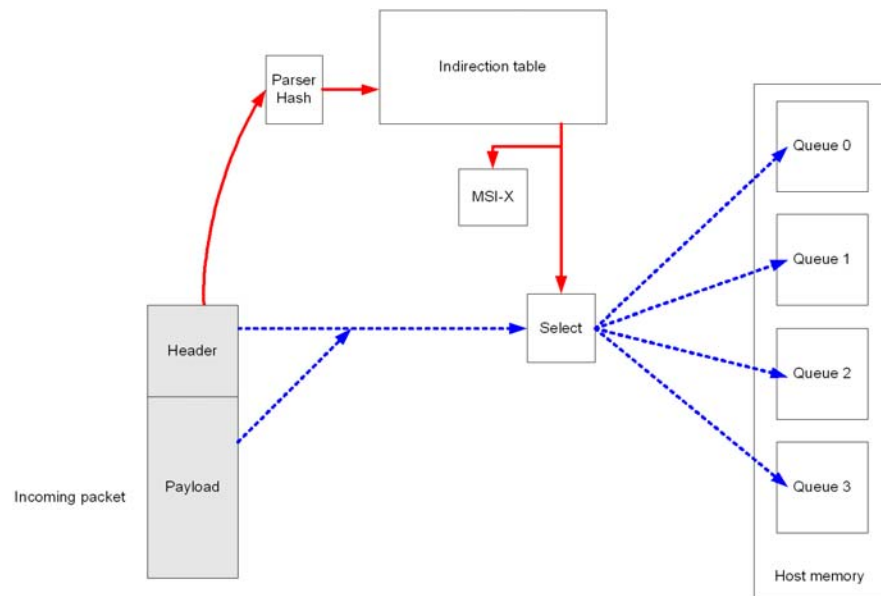 Parser
Hash
Indirection table
MSI-X
Queue 0
Queue 1
Select
Header
Queue 2
Payload
Queue 3
Incoming packet
Host memory